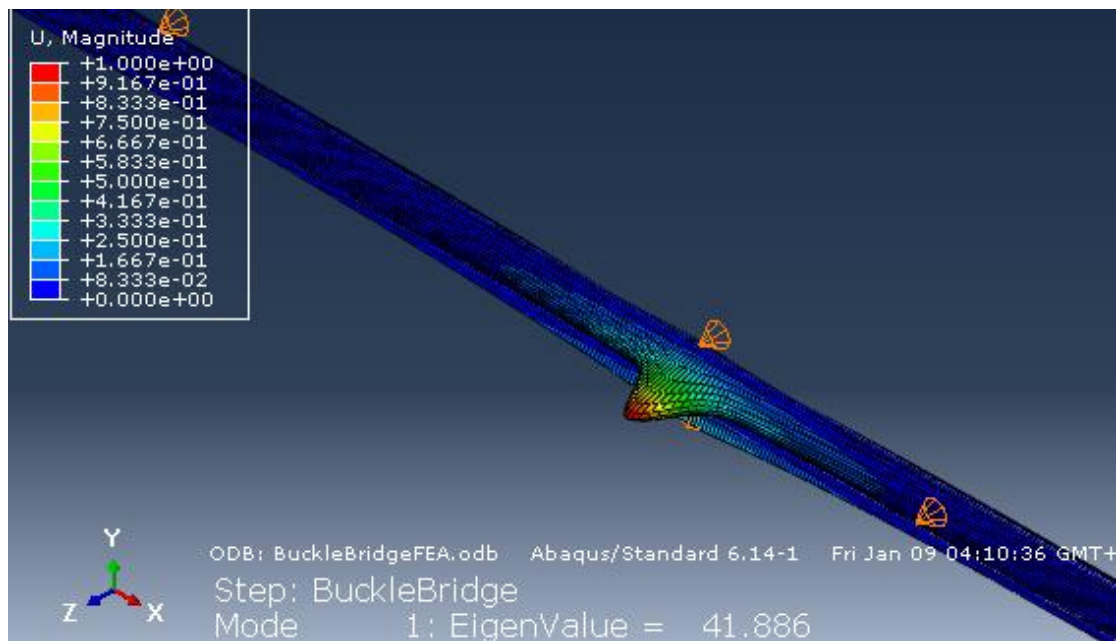 U, Magnitude
+1.000e+00
+9.167e-01
+8.333e-01
+7.500e-01
+6.667e-01
+5.833e-01
+5.000e-01
+4.167e-01
+3.333e-01
+2.500e-01
+1.667e-01
+8.333e-02
+0.000e+00
Y
Z X
ODB: BuckleBridgeFEA.odb Abaqus/Standard 6.14-1 Fri Jan 09 04:10:36 GMT+
Step: BuckleBridge
Mode 1: EigenValue = 41.886